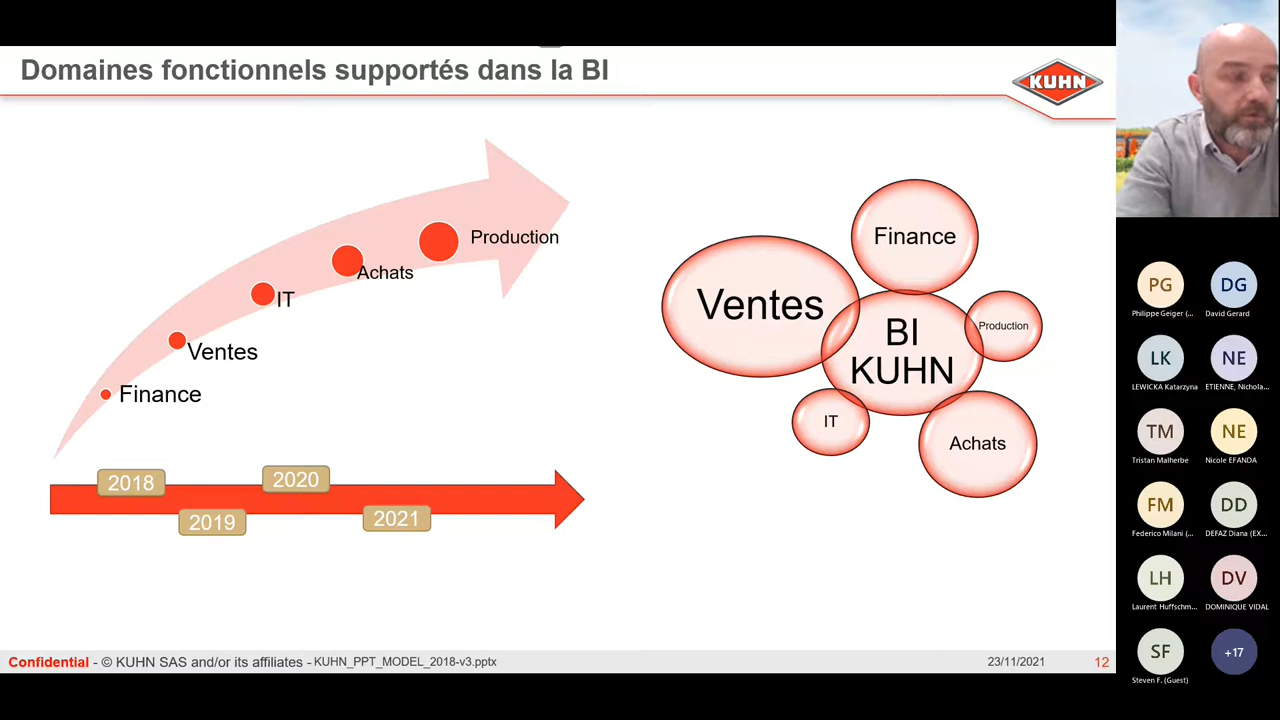 Domaines fonctionnels supportés dans la BI
KUHN
Production
Achats
IT
Ventes
Finance
2018
2019
2020
2021
Finance
Ventes
BI
KUHN
Production
IT
Achats
Confidential - © KUHN SAS and/or its affiliates - KUHN_PPT_MODEL_2018-v3.pptx
23/11/2021
12
PG
DG
Philippe Geiger (...
David Gerard
LK
NE
LEWICKA Katarzyna
ETIENNE, Nichola...
TM
NE
Tristan Malherbe
Nicole EFANDA
FM
DD
Federico Milani (...
DEFAZ Diana (EX...
LH
DV
Laurent Huffschm...
DOMINIQUE VIDAL
SF
+17
Steven F. (Guest)